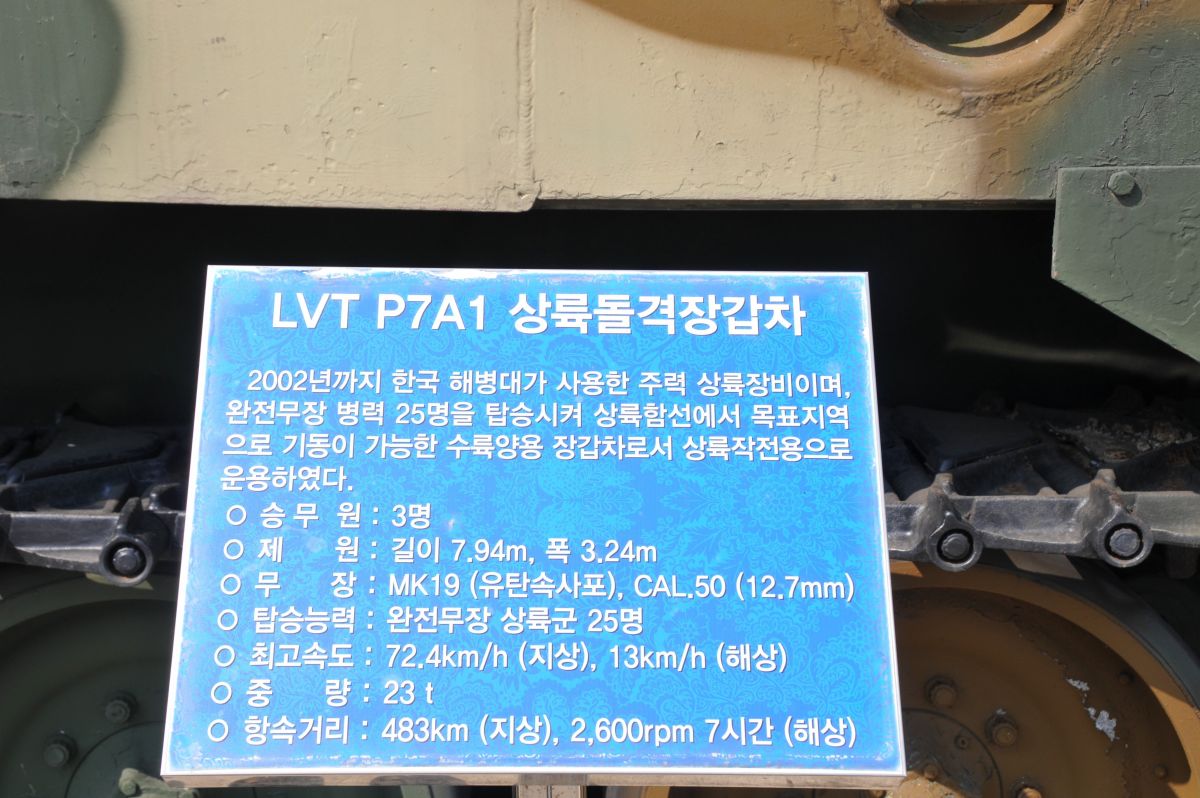 LVT P7A1 상륙돌격장갑차
2002년까지 한국 해병대가 사용한 주력 상륙장비이며,
완전무장 병력 25명을 탑승시켜 상륙함선에서 목표지역
으로 기동이 가능한 수륙양용 장갑차로서 상륙작전용으로
운용하였다.
○ 승 무 원 : 3명
○ 제 원 : 길이 7.94m, 폭 3.24m
○ 무 장 : MK19 (유탄속사포), CAL.50 (12.7mm)
○ 탑승능력 : 완전무장 상륙군 25명
○ 최고속도 : 72.4km/h (지상), 13km/h (해상)
○ 중 량 : 23 t
○ 항속거리 : 483km (지상), 2,600rpm 7시간 (해상)